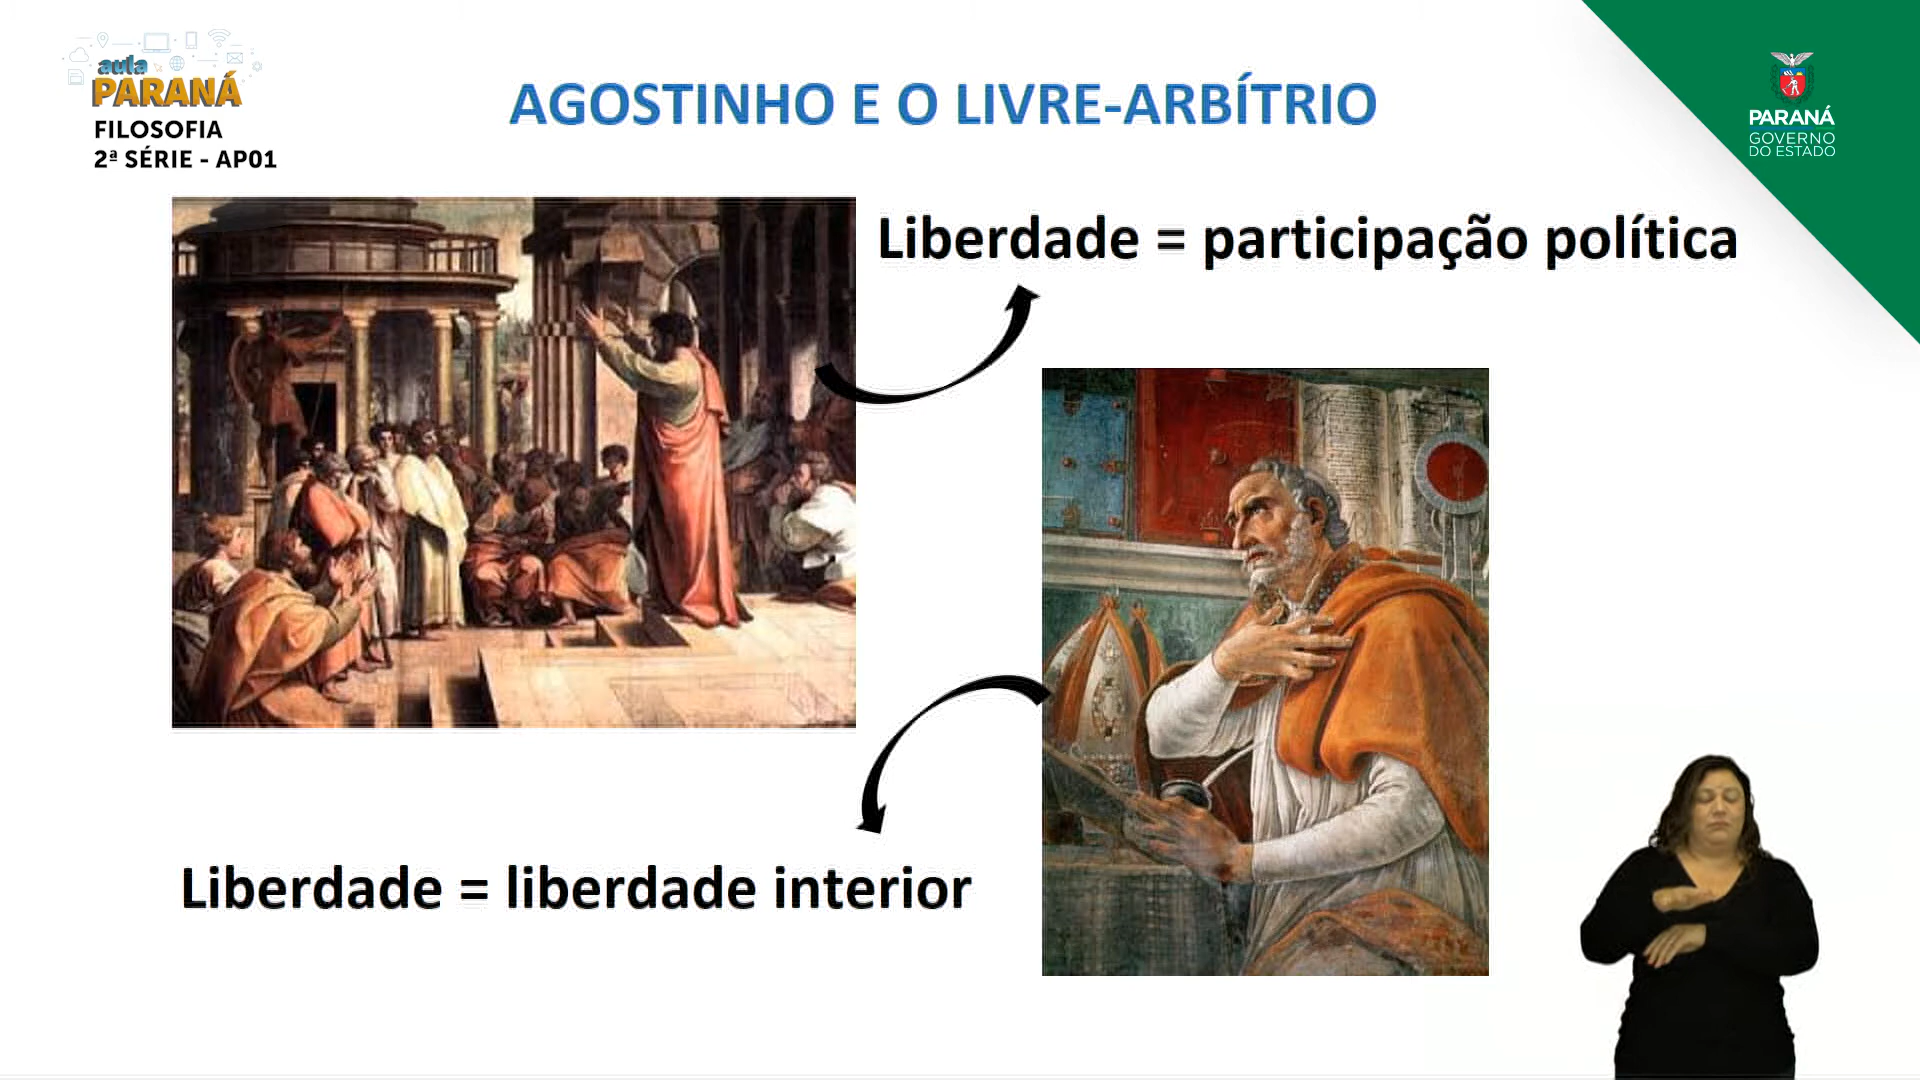 aula
PARANÁ
FILOSOFIA
2ª SÉRIE - AP01
AGOSTINHO E O LIVRE-ARBÍTRIO
PARANÁ
GOVERNO
DO ESTADO
Liberdade = participação política
Liberdade = liberdade interior